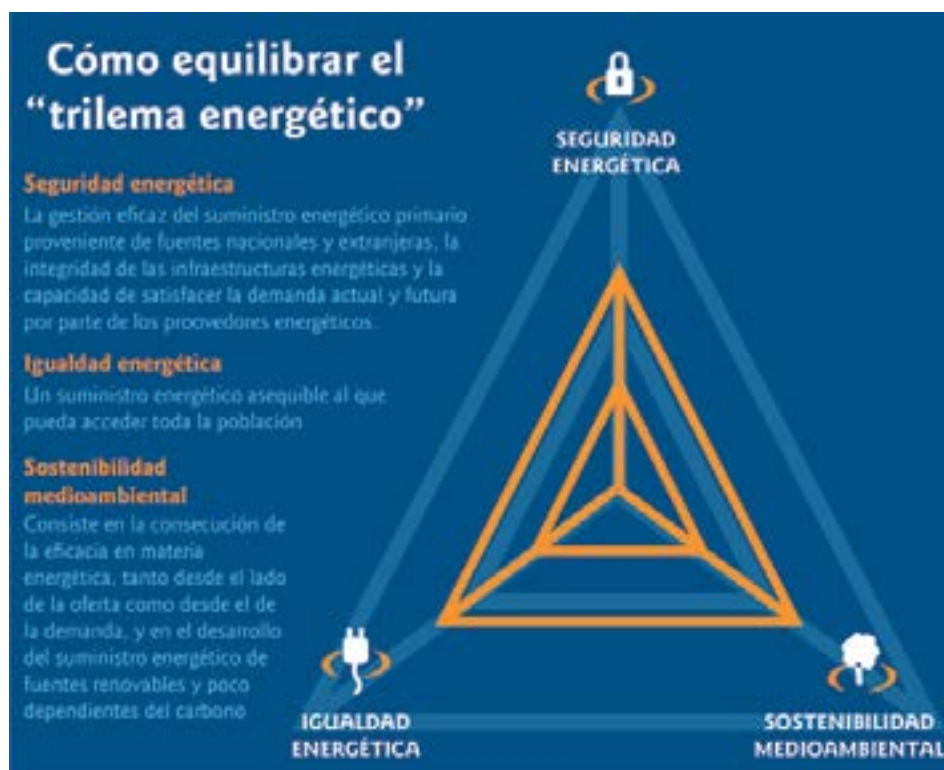 Cómo equilibrar el
“trilema energético”
Seguridad energética
La gestión eficaz del suministro energético primario
proveniente de fuentes nacionales y extranjeras, la
integridad de las infraestructuras energéticas y la
capacidad de satisfacer la demanda actual y futura
por parte de los proovedores energéticos.
Igualdad energética
Un suministro energético asequible al que
pueda acceder toda la población
Sostenibilidad
medioambiental
Consiste en la consecución de
la eficacia en materia
energética, tanto desde el lado
de la oferta como desde el de
la demanda, y en el desarrollo
del suministro energético de
fuentes renovables y poco
dependientes del carbono
SEGURIDAD
ENERGÉTICA
IGUALDAD
ENERGÉTICA
SOSTENIBILIDAD
MEDIOAMBIENTAL